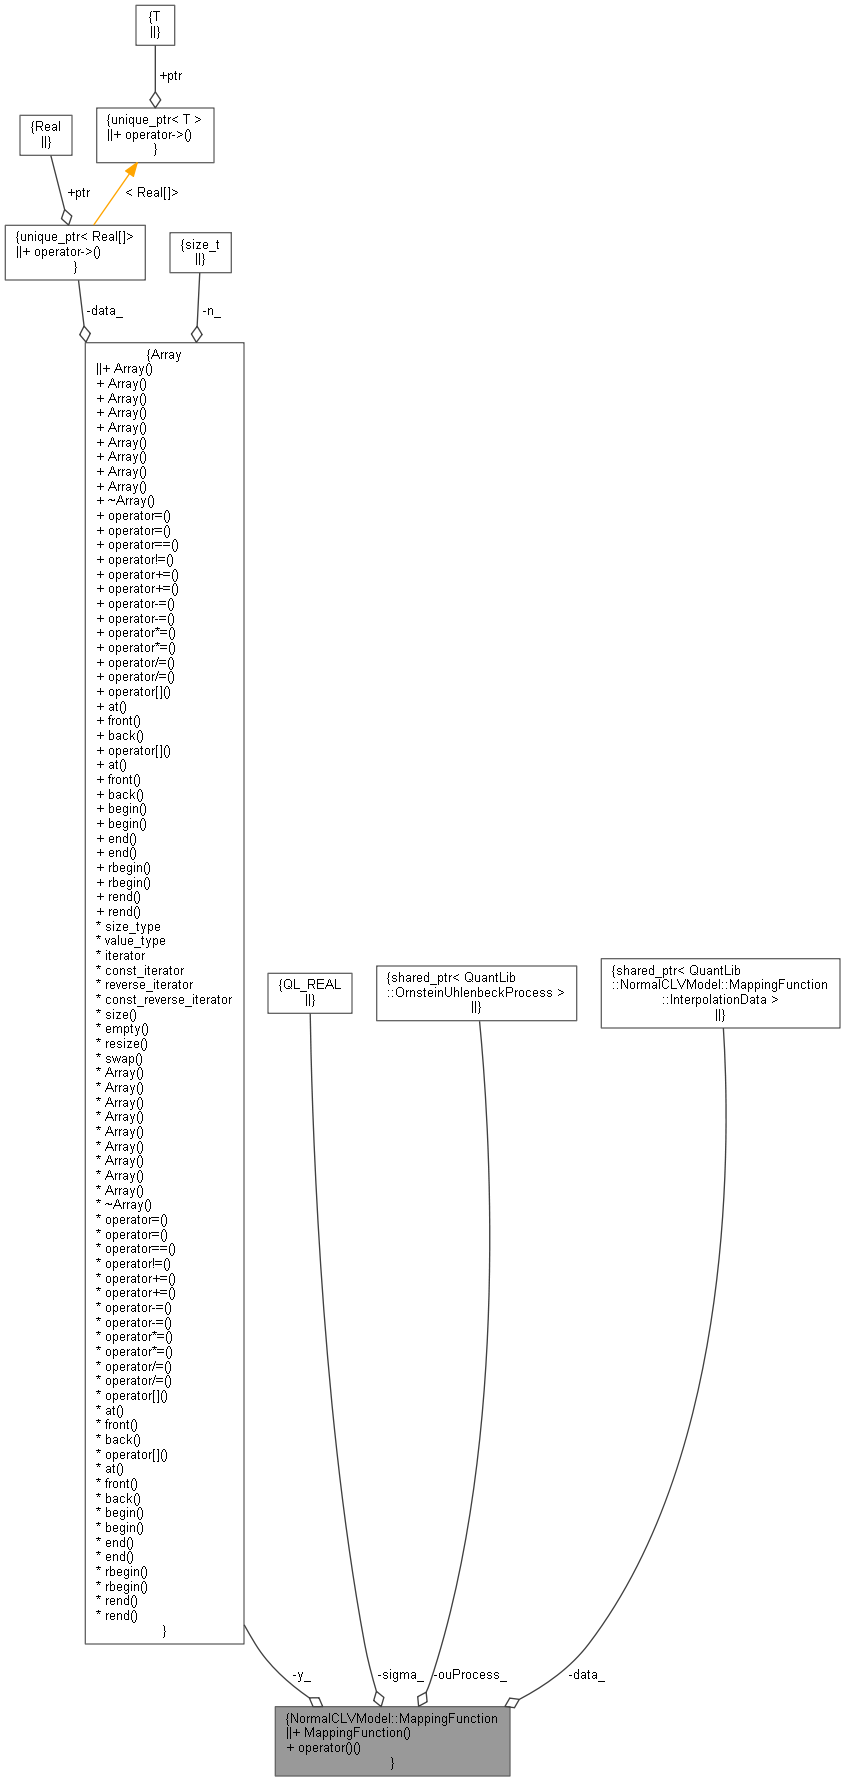 {T
||}
+ptr
{unique_ptr< T >
||+ operator->()
}
{Real
||}
+ptr
< Real[]>
{unique_ptr< Real[]>
||+ operator->()
}
{size_t
||}
-data_
-n_
{Array
||+ Array()
+ Array()
+ Array()
+ Array()
+ Array()
+ Array()
+ Array()
+ Array()
+ Array()
+ ~Array()
+ operator=()
+ operator=()
+ operator==()
+ operator!=()
+ operator+=()
+ operator+=()
+ operator-=()
+ operator-=()
+ operator*=()
+ operator*=()
+ operator/=()
+ operator/=()
+ operator[]()
+ at()
+ front()
+ back()
+ operator[]()
+ at()
+ front()
+ back()
+ begin()
+ begin()
+ end()
+ end()
+ rbegin()
+ rbegin()
+ rend()
+ rend()
* size_type
* value_type
* iterator
* const_iterator
* reverse_iterator
* const_reverse_iterator
* size()
* empty()
* resize()
* swap()
* Array()
* Array()
* Array()
* Array()
* Array()
* Array()
* Array()
* Array()
* Array()
* ~Array()
* operator=()
* operator=()
* operator==()
* operator!=()
* operator+=()
* operator+=()
* operator-=()
* operator-=()
* operator*=()
* operator*=()
* operator/=()
* operator/=()
* operator[]()
* at()
* front()
* back()
* operator[]()
* at()
* front()
* back()
* begin()
* begin()
* end()
* end()
* rbegin()
* rbegin()
* rend()
* rend()
}
{QL_REAL
||}
{shared_ptr< QuantLib
::OrnsteinUhlenbeckProcess >
||}
{shared_ptr< QuantLib
::NormalCLVModel::MappingFunction
::InterpolationData >
||}
-y_
-sigma_
-ouProcess_
-data_
{NormalCLVModel::MappingFunction
||+ MappingFunction()
+ operator()()
}